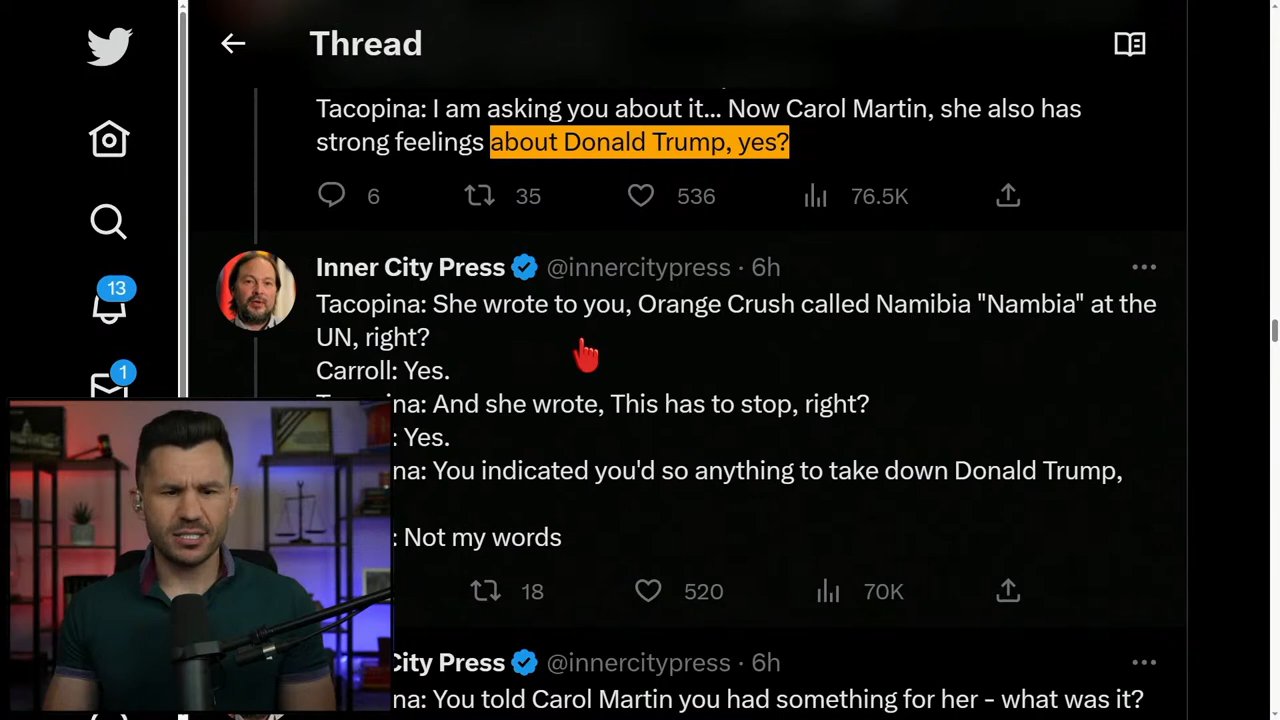 Thread
Tacopina: I am asking you about it... Now Carol Martin, she also has
strong feelings about Donald Trump, yes?
6 35 536 76.5K
13
Inner City Press @innercitypress · 6h
Tacopina: She wrote to you, Orange Crush called Namibia "Nambia" at the
UN, right?
1
Carroll: Yes.
na: And she wrote, This has to stop, right?
: Yes.
na: You indicated you'd so anything to take down Donald Trump,
: Not my words
18 520 70K
City Press @innercitypress · 6h
na: You told Carol Martin you had something for her - what was it?